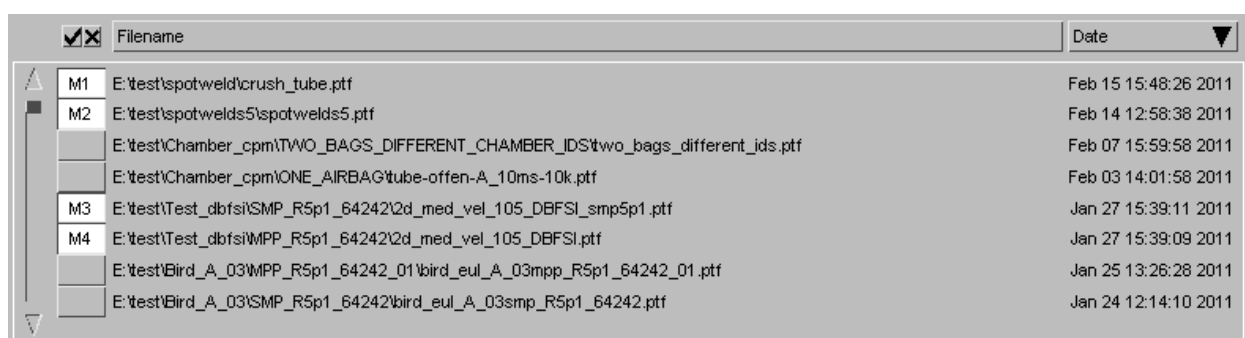 Filename Date
M1 E:\test\spotweld\crush_tube.ptf Feb 15 15:48:26 2011
M2 E:\test\spotwelds5\spotwelds5.ptf Feb 14 12:58:38 2011
E:\test\Chamber_cpm\TWO_BAGS_DIFFERENT_CHAMBER_IDS\two_bags_different_ids.ptf Feb 07 15:59:58 2011
E:\test\Chamber_cpm\ONE_AIRBAG\tube-offen-A_10ms-10k.ptf Feb 03 14:01:58 2011
M3 E:\test\Test_dbfsi\SMP_R5p1_64242\2d_med_vel_105_DBFSI_smp5p1.ptf Jan 27 15:39:11 2011
M4 E:\test\Test_dbfsi\MPP_R5p1_64242\2d_med_vel_105_DBFSI.ptf Jan 27 15:39:09 2011
E:\test\Bird_A_03\MPP_R5p1_64242_01\bird_eul_A_03mpp_R5p1_64242_01.ptf Jan 25 13:26:28 2011
E:\test\Bird_A_03\SMP_R5p1_64242\bird_eul_A_03smp_R5p1_64242.ptf Jan 24 12:14:10 2011